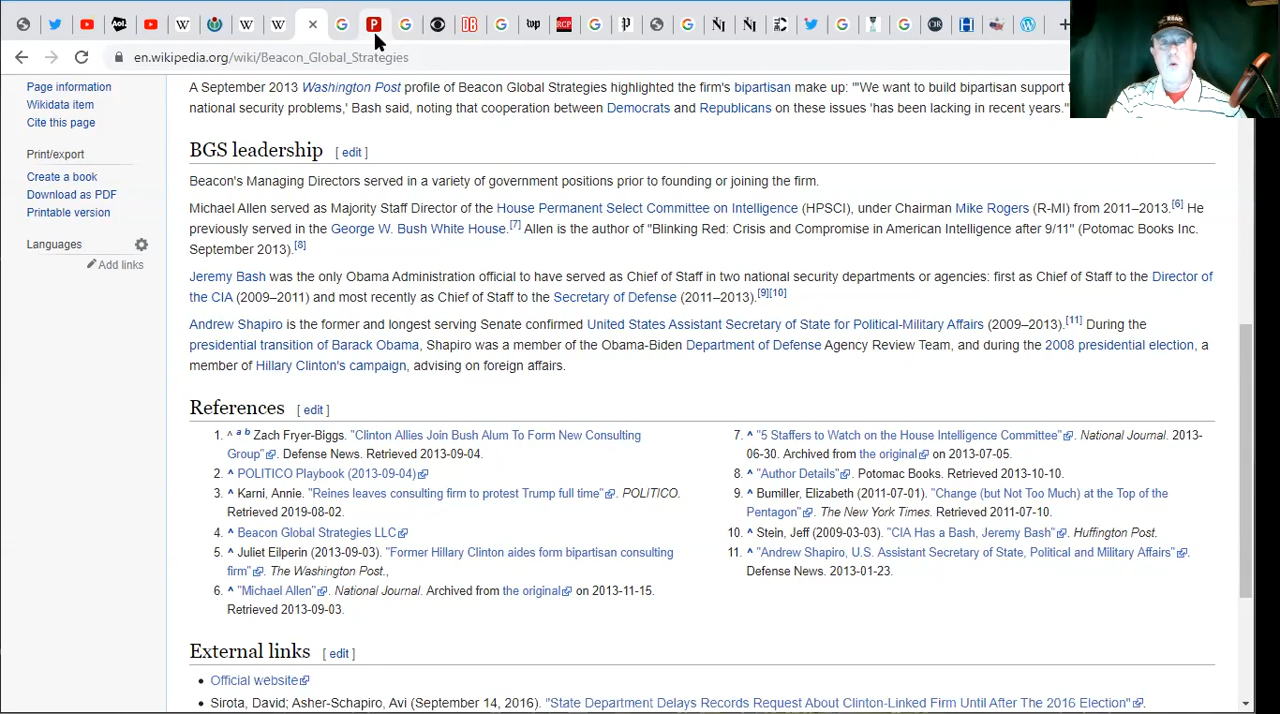 en.wikipedia.org/wiki/Beacon_Global_Strategies
Page information
Wikidata item
Cite this page
Print/export
Create a book
Download as PDF
Printable version
Languages
Add links
A September 2013 Washington Post profile of Beacon Global Strategies highlighted the firm's bipartisan make up: "'We want to build bipartisan support
national security problems,' Bash said, noting that cooperation between Democrats and Republicans on these issues 'has been lacking in recent years."
BGS leadership [ edit ]
Beacon's Managing Directors served in a variety of government positions prior to founding or joining the firm.
Michael Allen served as Majority Staff Director of the House Permanent Select Committee on Intelligence (HPSCI), under Chairman Mike Rogers (R-MI) from 2011–2013.[6] He
previously served in the George W. Bush White House.[7] Allen is the author of "Blinking Red: Crisis and Compromise in American Intelligence after 9/11" (Potomac Books Inc.
September 2013).[8]
Jeremy Bash was the only Obama Administration official to have served as Chief of Staff in two national security departments or agencies: first as Chief of Staff to the Director of
the CIA (2009–2011) and most recently as Chief of Staff to the Secretary of Defense (2011–2013).[9][10]
Andrew Shapiro is the former and longest serving Senate confirmed United States Assistant Secretary of State for Political-Military Affairs (2009–2013).[11] During the
presidential transition of Barack Obama, Shapiro was a member of the Obama-Biden Department of Defense Agency Review Team, and during the 2008 presidential election, a
member of Hillary Clinton's campaign, advising on foreign affairs.
References [ edit ]
1. ^ a b Zach Fryer-Biggs. "Clinton Allies Join Bush Alum To Form New Consulting
Group". Defense News. Retrieved 2013-09-04.
2. ^ POLITICO Playbook (2013-09-04)
3. ^ Karni, Annie. "Reines leaves consulting firm to protest Trump full time". POLITICO.
Retrieved 2019-08-02.
4. ^ Beacon Global Strategies LLC
5. ^ Juliet Eilperin (2013-09-03). "Former Hillary Clinton aides form bipartisan consulting
firm". The Washington Post.,
6. ^ "Michael Allen". National Journal. Archived from the original on 2013-11-15.
Retrieved 2013-09-03.
7. ^ "5 Staffers to Watch on the House Intelligence Committee". National Journal. 2013-
06-30. Archived from the original on 2013-07-05.
8. ^ "Author Details". Potomac Books. Retrieved 2013-10-10.
9. ^ Bumiller, Elizabeth (2011-07-01). "Change (but Not Too Much) at the Top of the
Pentagon". The New York Times. Retrieved 2011-07-10.
10. ^ Stein, Jeff (2009-03-03). "CIA Has a Bash, Jeremy Bash". Huffington Post.
11. ^ "Andrew Shapiro, U.S. Assistant Secretary of State, Political and Military Affairs".
Defense News. 2013-01-23.
External links [ edit ]
Official website
Sirota, David; Asher-Schapiro, Avi (September 14, 2016). "State Department Delays Records Request About Clinton-Linked Firm Until After The 2016 Election".